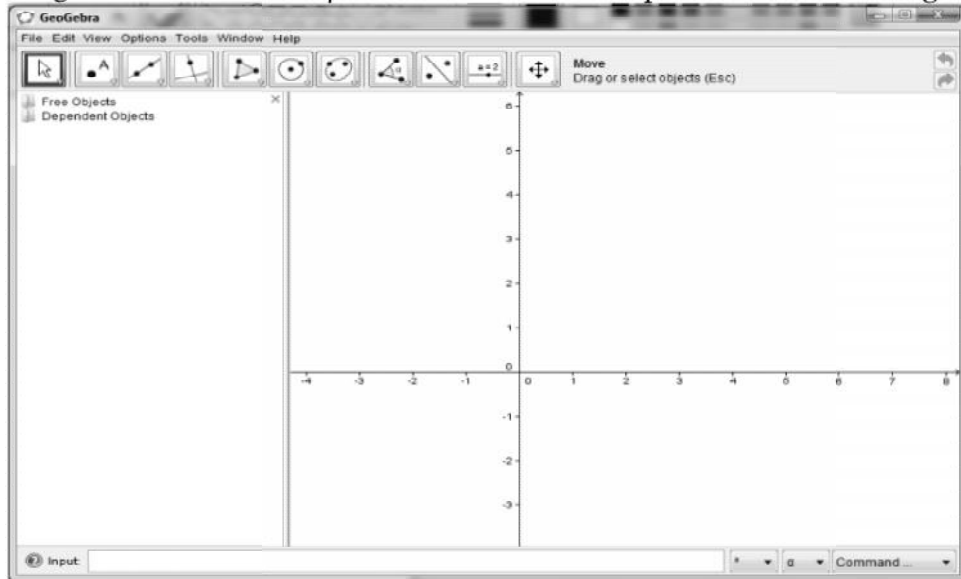 GeoGebra
File Edit View Options Tools Window Help
A
α
a=2
Move
Drag or select objects (Esc)
Free Objects
Dependent Objects
6
5
4
3
2
1
0
-4 -3 -2 -1 0 1 2 3 4 5 6 7 8
-1
-2
-3
Input: α Command ...